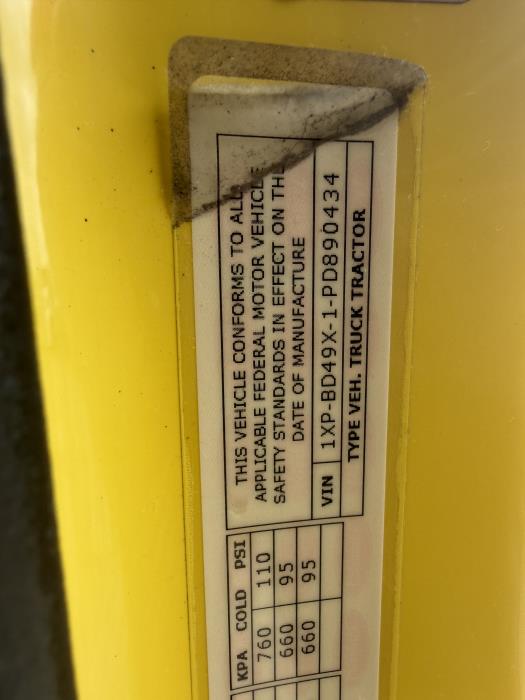 THIS VEHICLE CONFORMS TO ALL
APPLICABLE FEDERAL MOTOR VEHICLE
SAFETY STANDARDS IN EFFECT ON THE
DATE OF MANUFACTURE
VIN 1XP-BD49X-1-PD890434
TYPE VEH. TRUCK TRACTOR
KPA COLD PSI
760 110
660 95
660 95